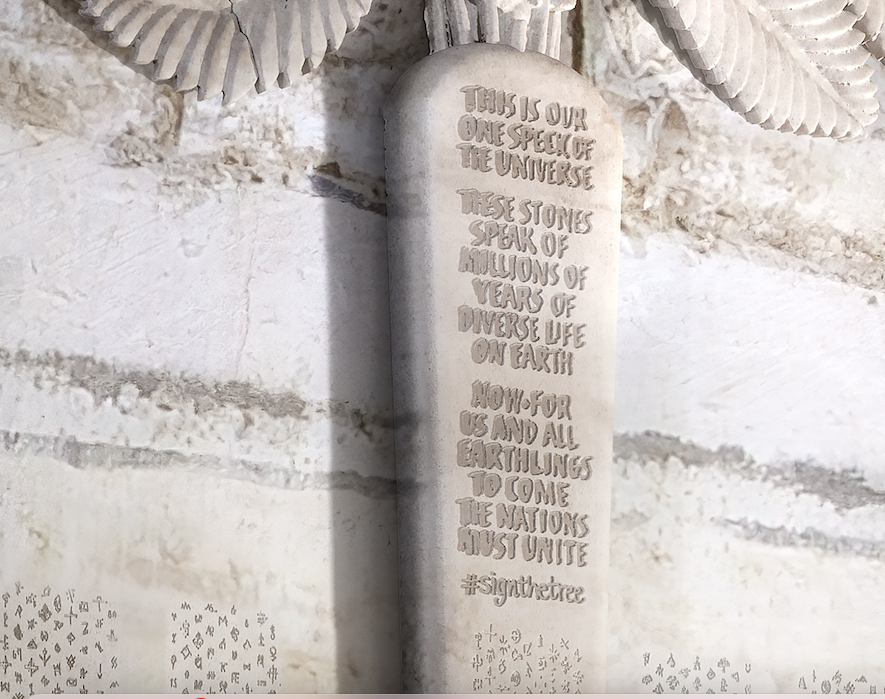 THIS IS OUR
ONE SPECK OF
THE UNIVERSE
THESE STONES
SPEAK OF
MILLIONS OF
YEARS OF
DIVERSE LIFE
ON EARTH
NOW·FOR
US AND ALL
EARTHLINGS
TO COME
THE NATIONS
MUST UNITE
#signthetree